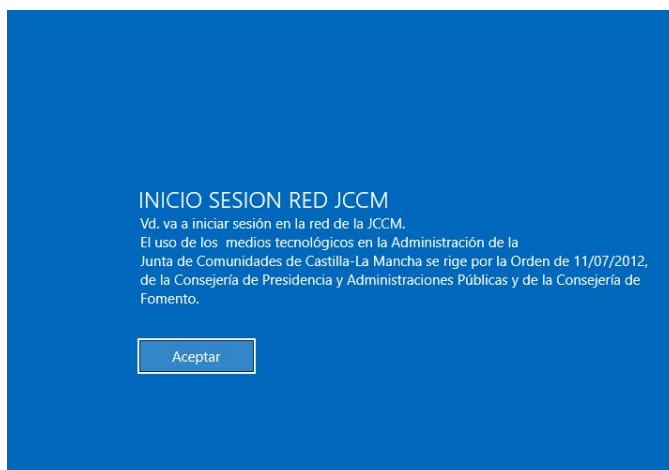 INICIO SESION RED JCCM
Vd. va a iniciar sesión en la red de la JCCM.
El uso de los  medios tecnológicos en la Administración de la
Junta de Comunidades de Castilla-La Mancha se rige por la Orden de 11/07/2012,
de la Consejería de Presidencia y Administraciones Públicas y de la Consejería de
Fomento.
Aceptar